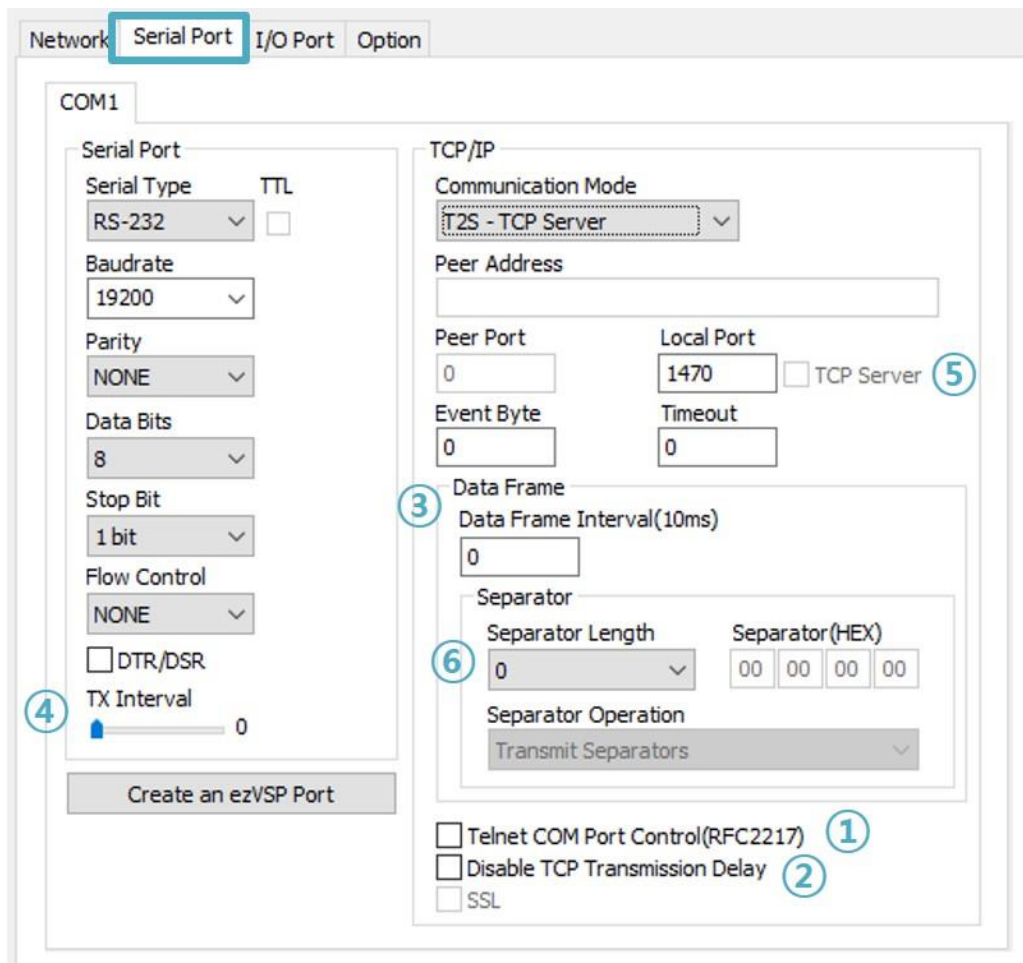 Network Serial Port I/O Port Option
COM1
Serial Port
Serial Type TTL
RS-232
Baudrate
19200
Parity
NONE
Data Bits
8
Stop Bit
1 bit
Flow Control
NONE
DTR/DSR
④ TX Interval
0
Create an ezVSP Port
TCP/IP
Communication Mode
T2S - TCP Server
Peer Address
Peer Port Local Port
0 1470 TCP Server ⑤
Event Byte Timeout
0 0
③ Data Frame
Data Frame Interval(10ms)
0
Separator
Separator Length Separator(HEX)
⑥ 0 00 00 00 00
Separator Operation
Transmit Separators
Telnet COM Port Control(RFC2217) ①
Disable TCP Transmission Delay ②
SSL